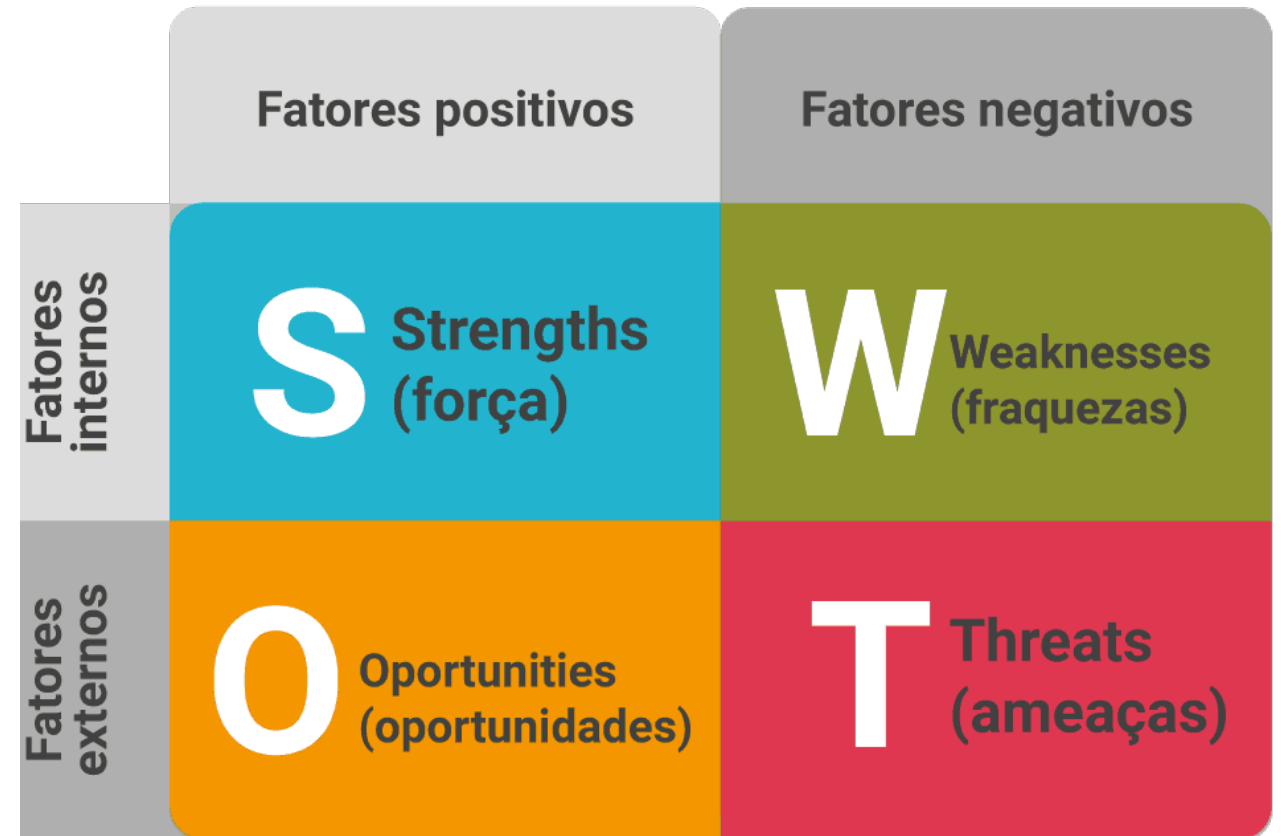 Fatores positivos
Fatores negativos
Fatores
internos
S
Strengths
(força)
W
Weaknesses
(fraquezas)
Fatores
externos
O
Oportunities
(oportunidades)
T
Threats
(ameaças)